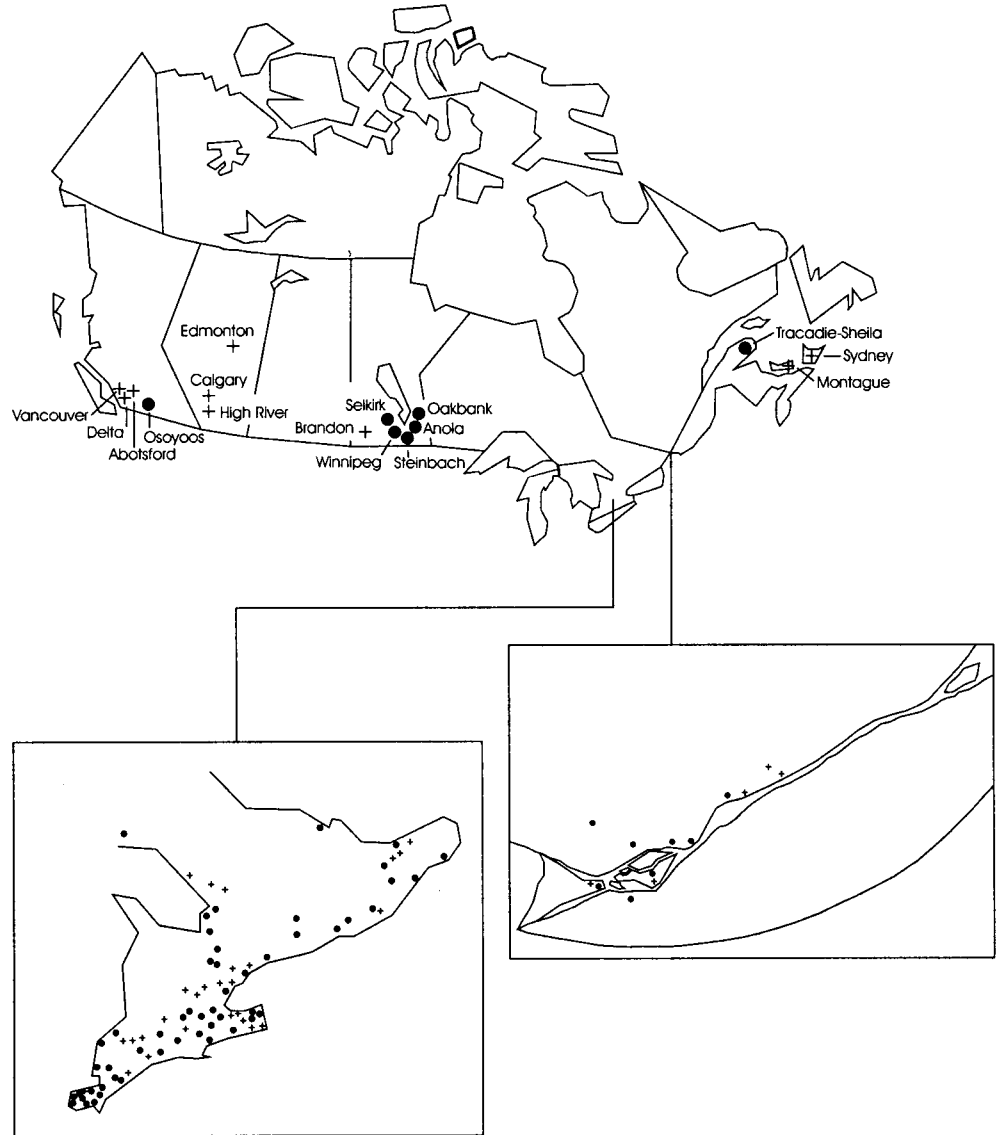 Edmonton
Calgary
High River
Vancouver
Delta
Abotsford
Osoyoos
Selkirk
Brandon
Winnipeg
Oakbank
Anola
Steinbach
Tracadie-Sheila
Sydney
Montague